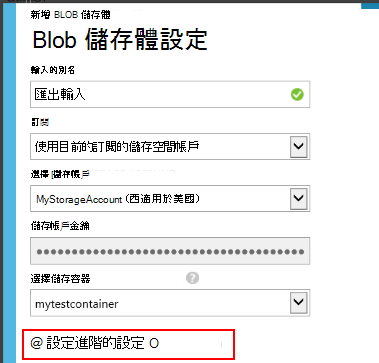 新增 BLOB 儲存體
Blob 儲存體設定
輸入的別名
匯出輸入
訂閱
使用目前的訂閱的儲存空間帳戶
選擇 儲存帳戶
MyStorageAccount (西適用於美國)
儲存帳戶金鑰
選擇儲存容器
?
mytestcontainer
@ 設定進階的設定 O